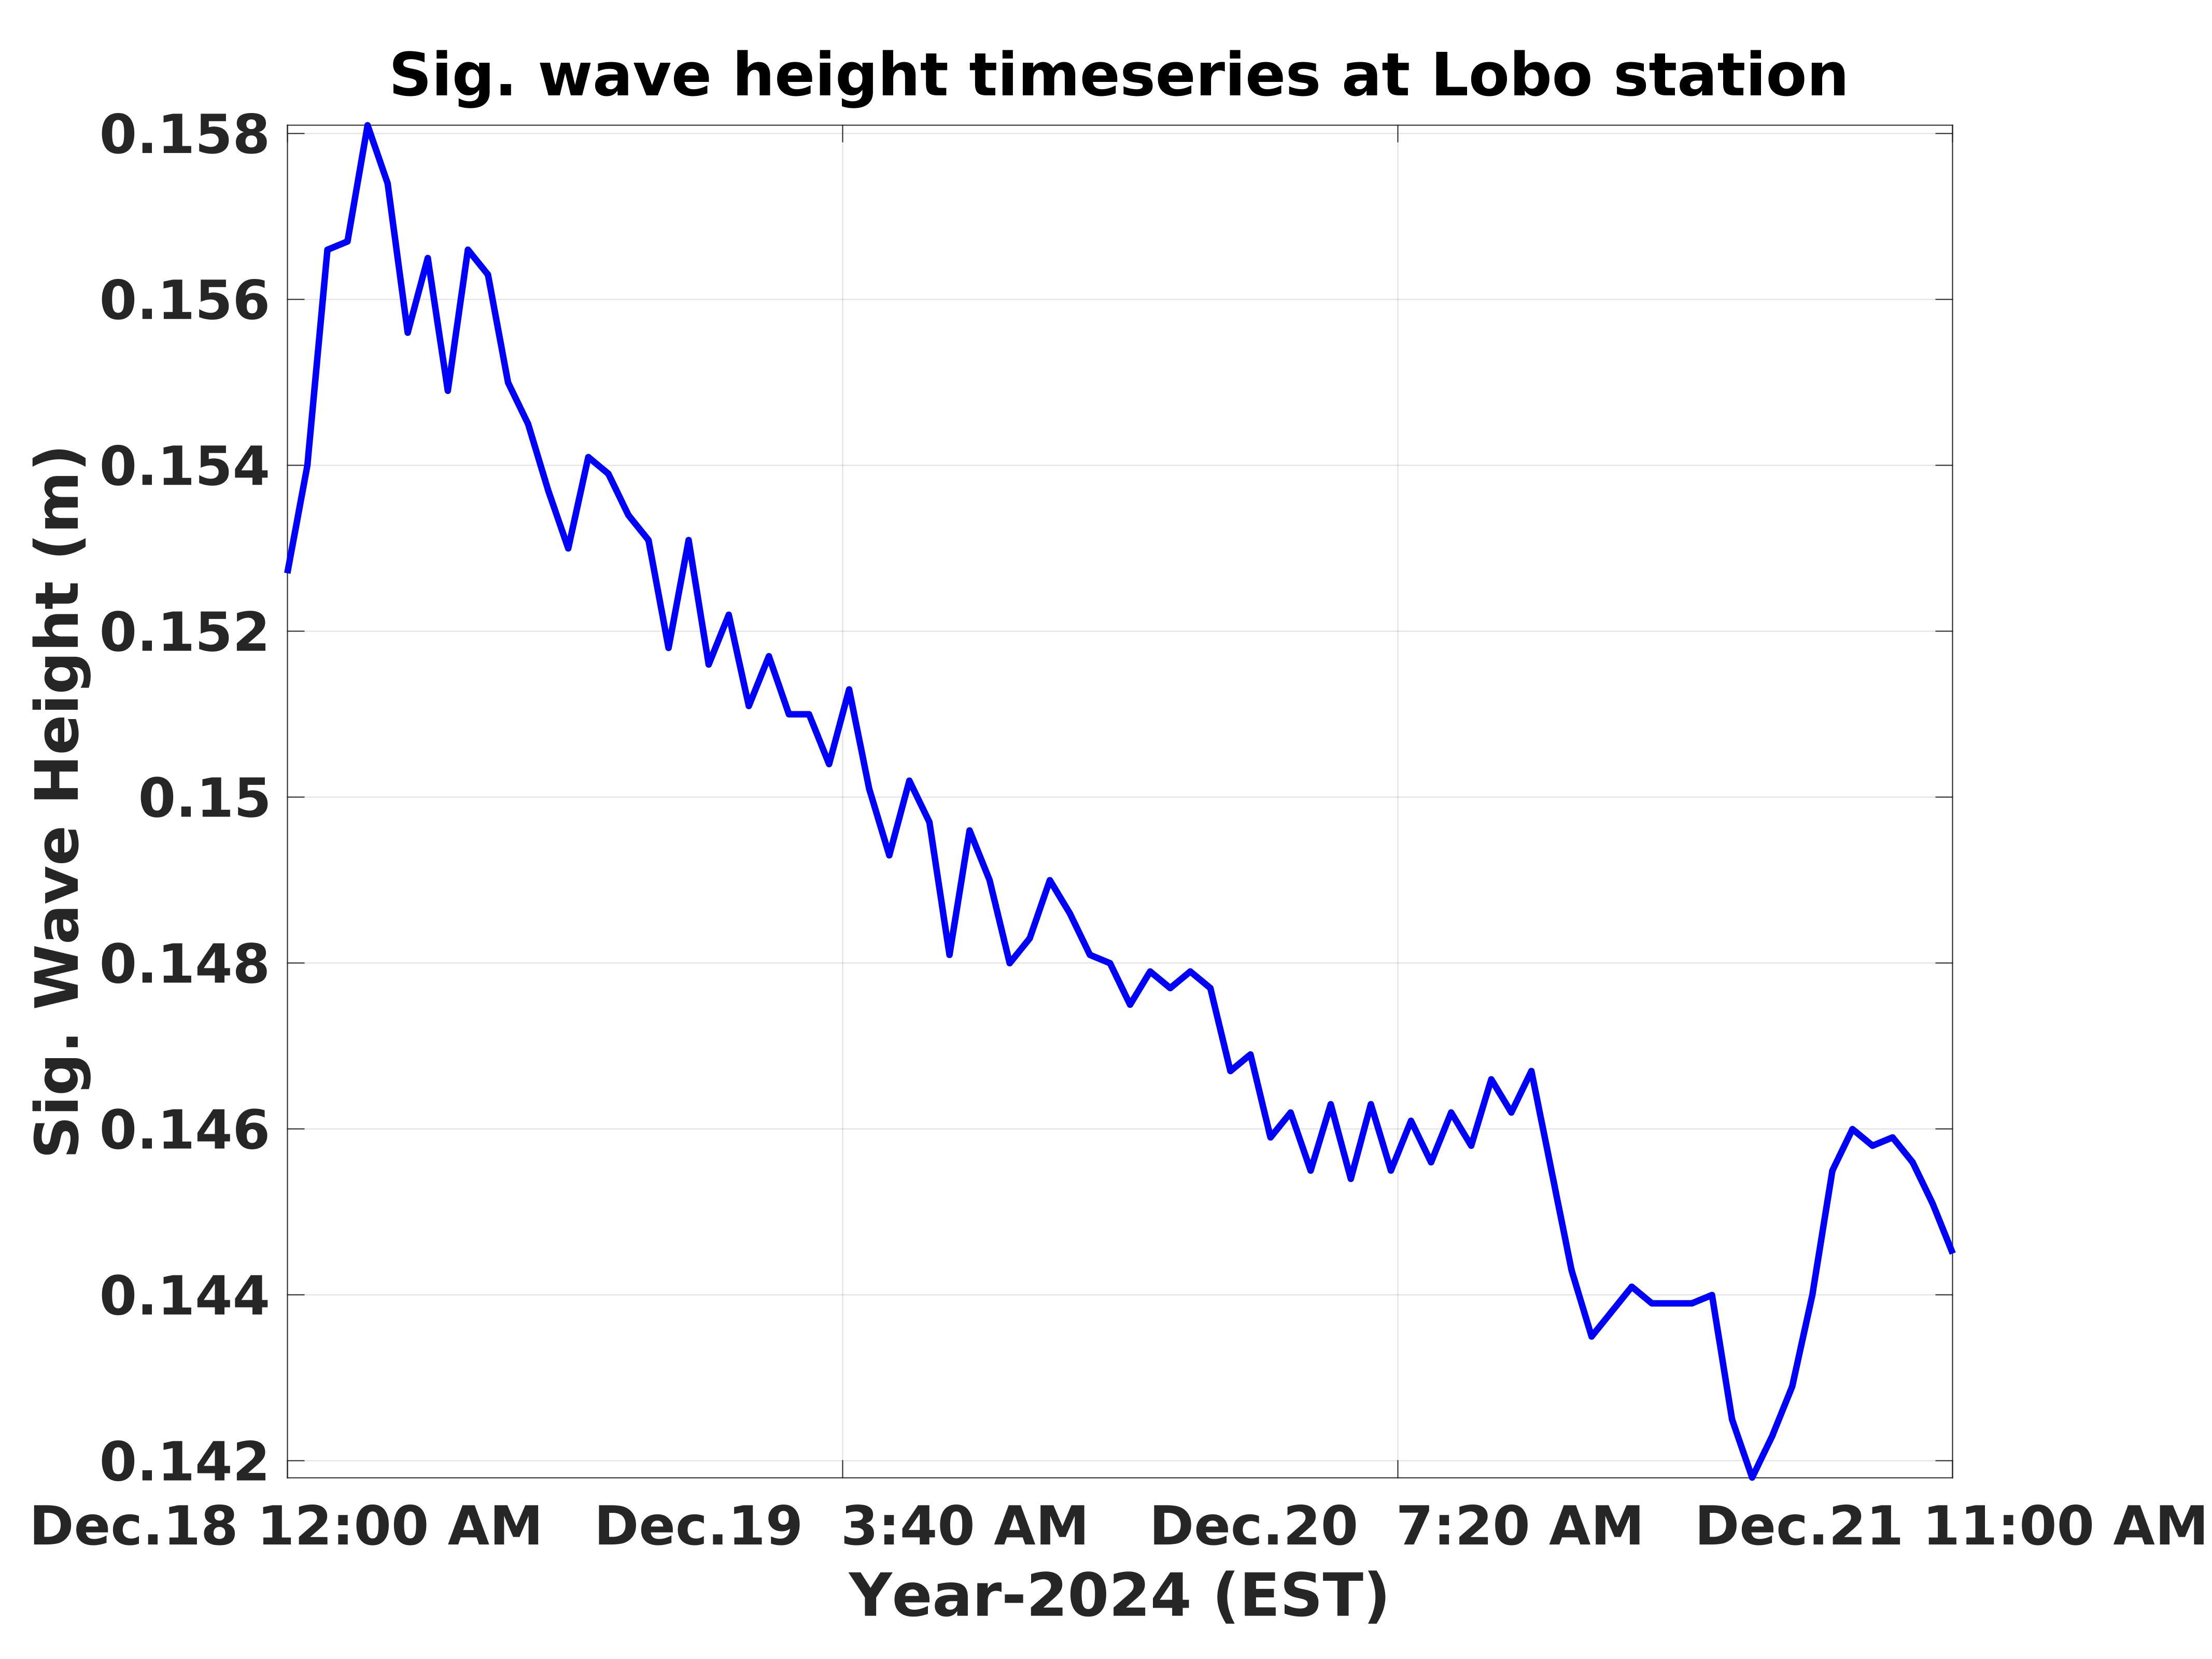 Sig. wave height timeseries at Lobo station
Sig. Wave Height (m)
0.158
0.156
0.154
0.152
0.15
0.148
0.146
0.144
0.142
Dec.18 12:00 AM
Dec.19 3:40 AM
Dec.20 7:20 AM
Dec.21 11:00 AM
Year-2024 (EST)